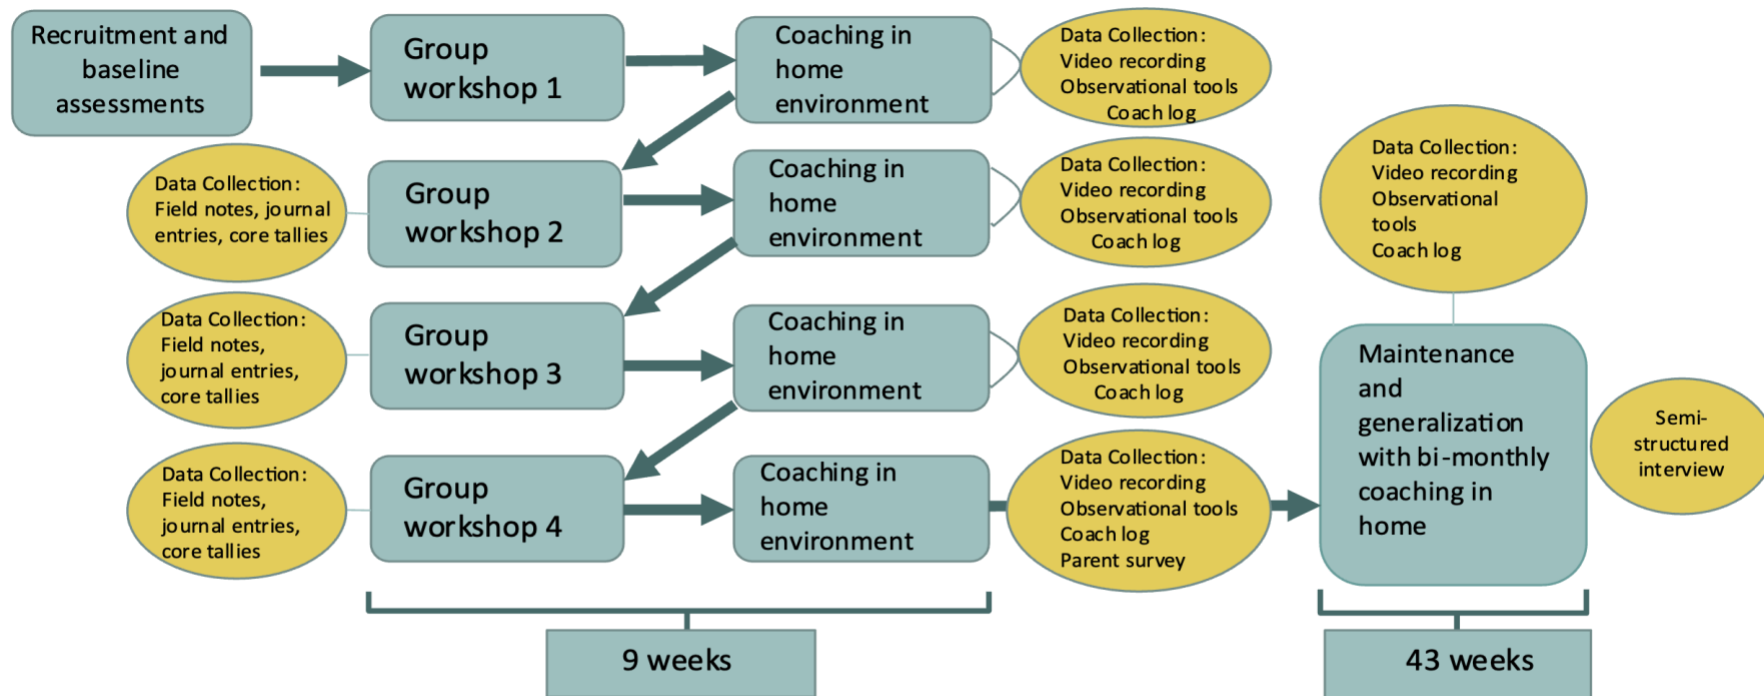 Recruitment and
baseline
assessments
Group
workshop 1
Coaching in
home
environment
Data Collection:
Video recording
Observational tools
Coach log
Data Collection:
Field notes, journal
entries, core tallies
Group
workshop 2
Coaching in
home
environment
Data Collection:
Video recording
Observational tools
Coach log
Data Collection:
Field notes,
journal entries,
core tallies
Group
workshop 3
Coaching in
home
environment
Data Collection:
Video recording
Observational tools
Coach log
Data Collection:
Field notes,
journal entries,
core tallies
Group
workshop 4
Coaching in
home
environment
Data Collection:
Video recording
Observational tools
Coach log
Parent survey
Data Collection:
Video recording
Observational
tools
Coach log
Maintenance
and
generalization
with bi-monthly
coaching in
home
Semi-
structured
interview
9 weeks
43 weeks